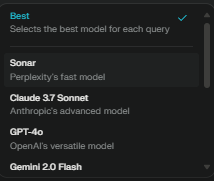 Best
Selects the best model for each query
Sonar
Perplexity's fast model
Claude 3.7 Sonnet
Anthropic's advanced model
GPT-4o
OpenAI's versatile model
Gemini 2.0 Flash